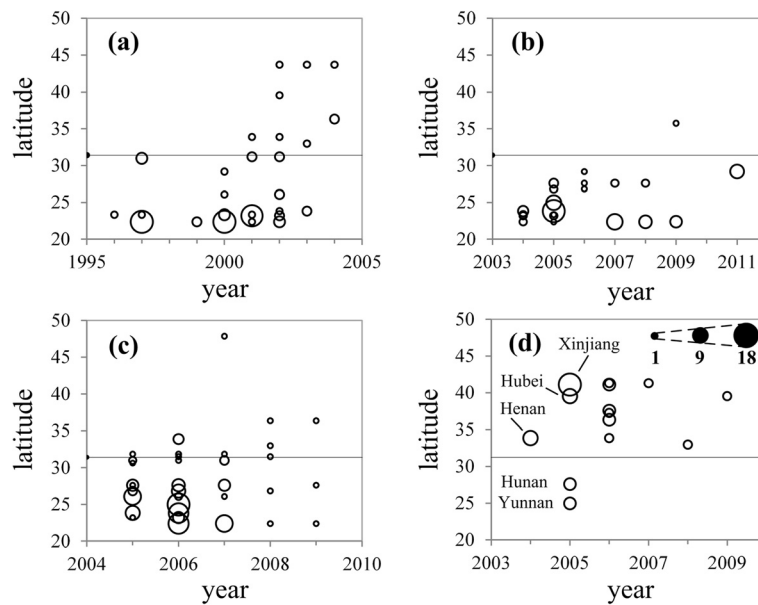 50
45
40
35
30
25
20
latitude
(a)
1995
2000
2005
year
50
45
40
35
30
25
20
latitude
(b)
2003
2005
2007
2009
2011
year
50
45
40
35
30
25
20
latitude
(c)
2004
2006
2008
2010
year
50
45
40
35
30
25
20
latitude
(d)
Xinjiang
Hubei
Henan
Hunan
Yunnan
1
9
18
2003
2005
2007
2009
year